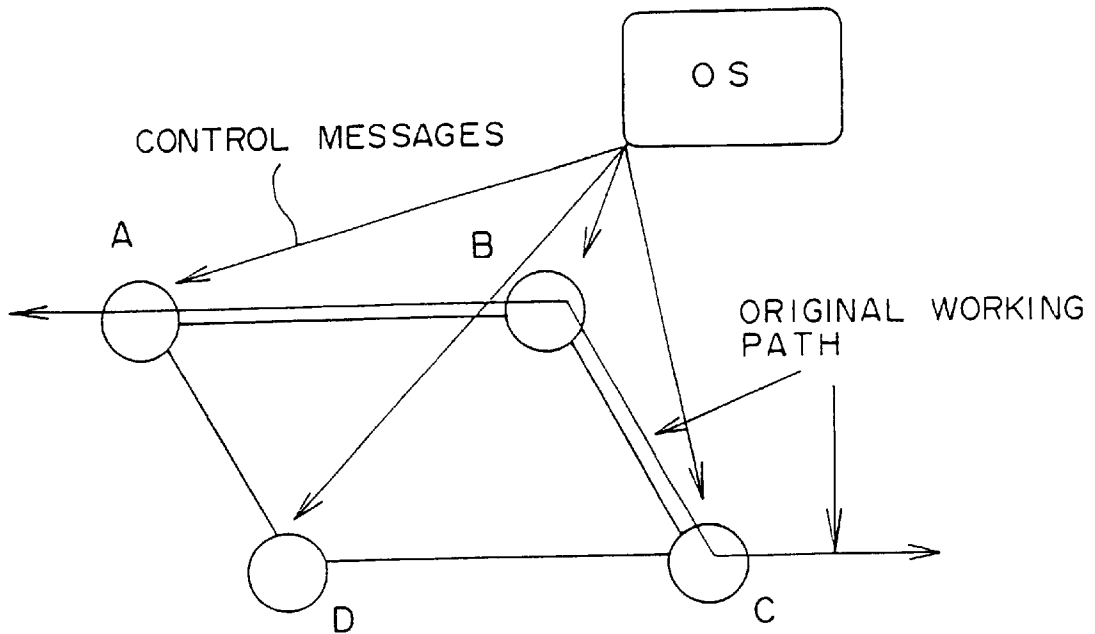 OS
CONTROL MESSAGES
A
B
ORIGINAL WORKING
PATH
D
C